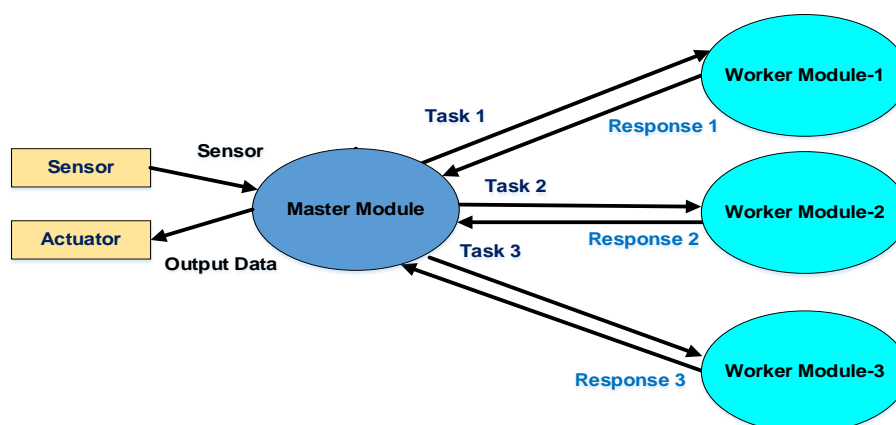 Worker Module-1
Task 1
Response 1
Sensor
Sensor
Task 2
Master Module
Worker Module-2
Actuator
Response 2
Task 3
Output Data
Worker Module-3
Response 3